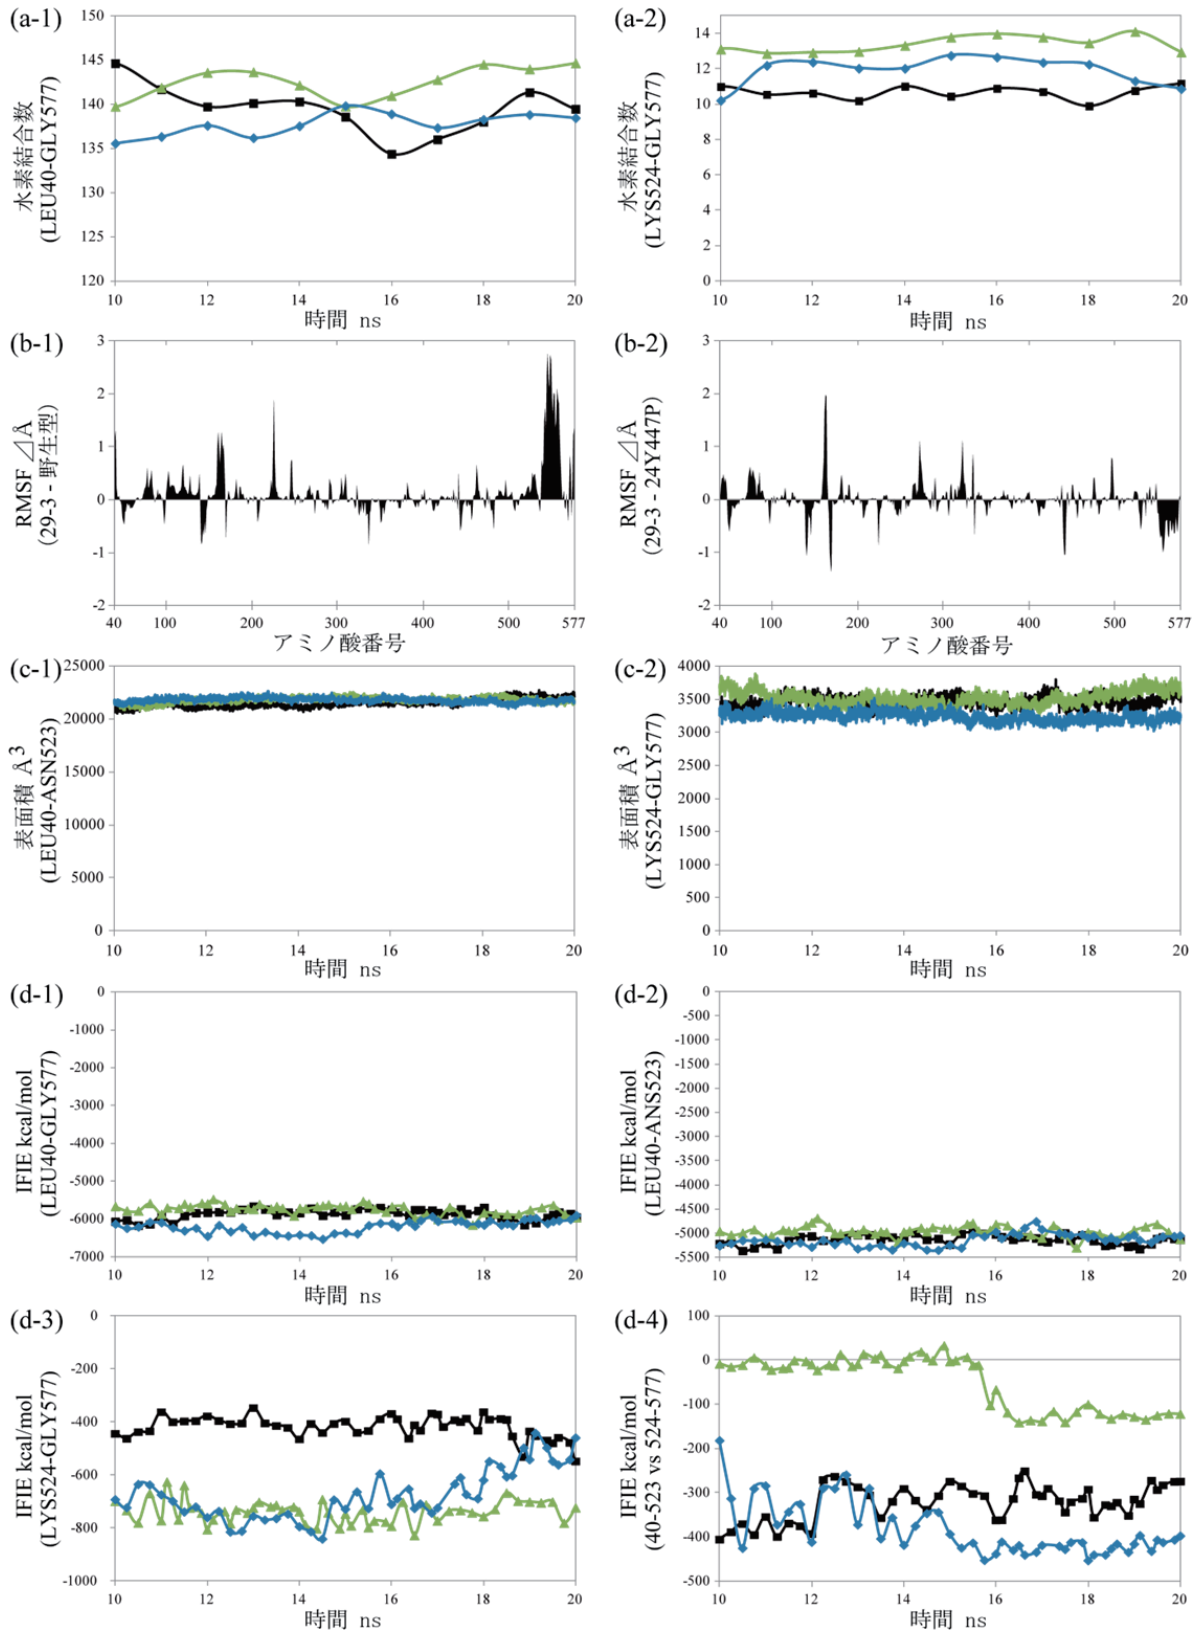 (a-1)
150
145
140
135
130
125
120
水素結合数
(LEU40-GLY577)
10 12 14 16 18 20
時間 ns
(a-2)
14
12
10
8
6
4
2
0
水素結合数
(LYS524-GLY577)
10 12 14 16 18 20
時間 ns
(b-1)
3
2
1
0
-1
-2
RMSF ⊿Å
(29-3 - 野生型)
40 100 200 300 400 500 577
アミノ酸番号
(b-2)
3
2
1
0
-1
-2
RMSF ⊿Å
(29-3 - 24Y447P)
40 100 200 300 400 500 577
アミノ酸番号
(c-1)
25000
20000
15000
10000
5000
0
表面積 Å3
(LEU40-ASN523)
10 12 14 16 18 20
時間 ns
(c-2)
4000
3500
3000
2500
2000
1500
1000
500
0
表面積 Å3
(LYS524-GLY577)
10 12 14 16 18 20
時間 ns
(d-1)
0
-1000
-2000
-3000
-4000
-5000
-6000
-7000
IFIE kcal/mol
(LEU40-GLY577)
10 12 14 16 18 20
時間 ns
(d-2)
0
-500
-1000
-1500
-2000
-2500
-3000
-3500
-4000
-4500
-5000
-5500
IFIE kcal/mol
(LEU40-ANS523)
10 12 14 16 18 20
時間 ns
(d-3)
0
-200
-400
-600
-800
-1000
IFIE kcal/mol
(LYS524-GLY577)
10 12 14 16 18 20
時間 ns
(d-4)
100
0
-100
-200
-300
-400
-500
IFIE kcal/mol
(40-523 vs 524-577)
10 12 14 16 18 20
時間 ns